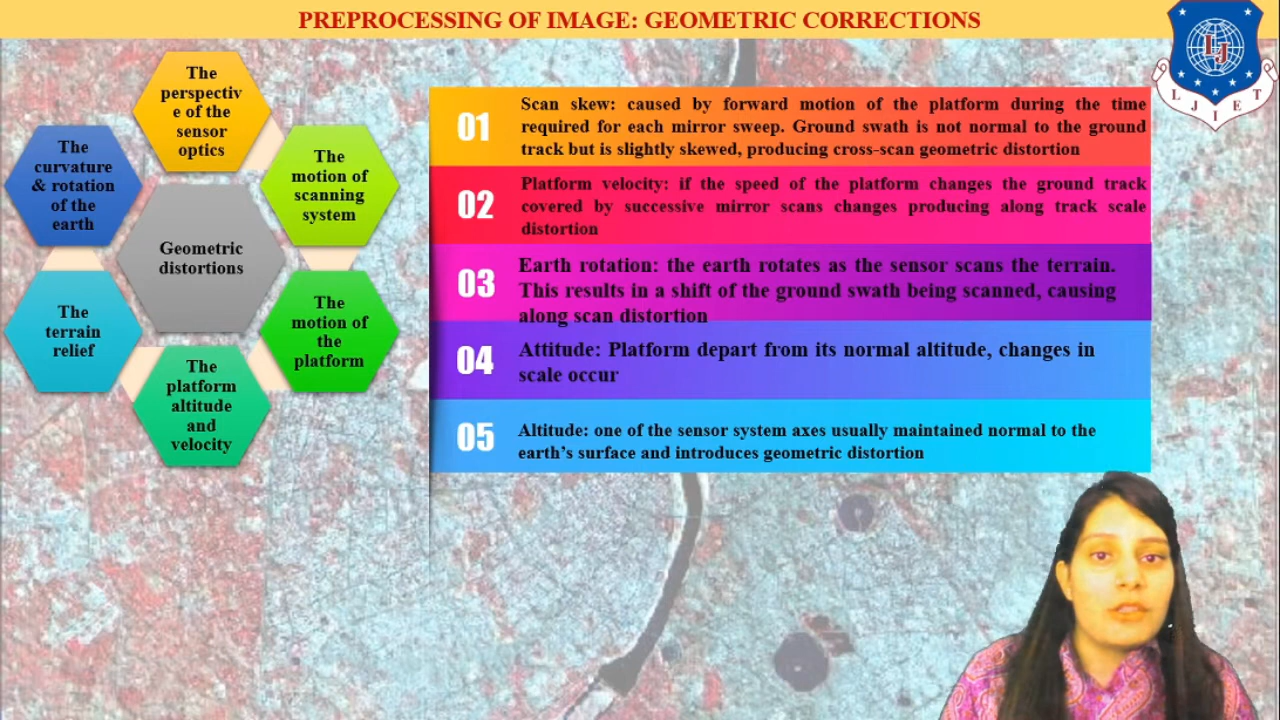 PREPROCESSING OF IMAGE: GEOMETRIC CORRECTIONS
The
perspectiv
e of the
sensor
optics
The
curvature
& rotation
of the
earth
The
motion of
scanning
system
Geometric
distortions
The
terrain
relief
The
motion of
the
platform
The
platform
altitude
and
velocity
01
Scan skew: caused by forward motion of the platform during the time
required for each mirror sweep. Ground swath is not normal to the ground
track but is slightly skewed, producing cross-scan geometric distortion
02
Platform velocity: if the speed of the platform changes the ground track
covered by successive mirror scans changes producing along track scale
distortion
03
Earth rotation: the earth rotates as the sensor scans the terrain.
This results in a shift of the ground swath being scanned, causing
along scan distortion
04
Attitude: Platform depart from its normal altitude, changes in
scale occur
05
Altitude: one of the sensor system axes usually maintained normal to the
earth's surface and introduces geometric distortion
LJ
L J I E T